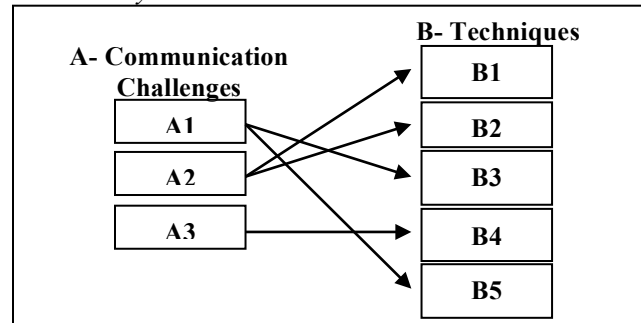 A- Communication
Challenges
A1
A2
A3
B- Techniques
B1
B2
B3
B4
B5